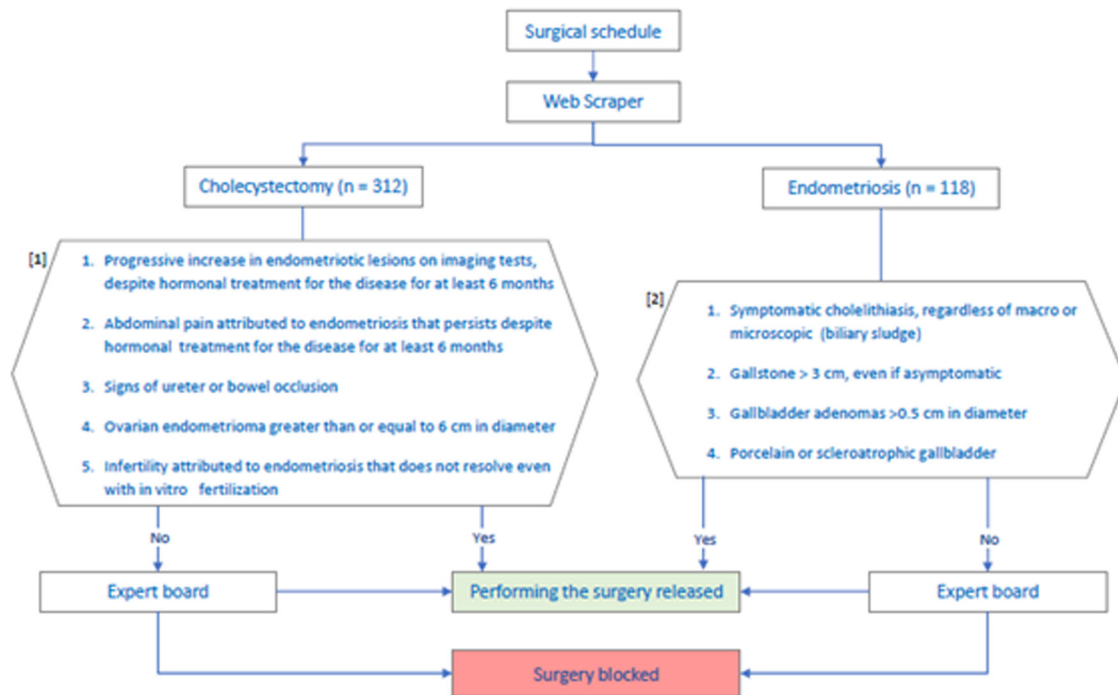 Surgical schedule
Web Scraper
Cholecystectomy (n = 312)
Endometriosis (n = 118)
[1]
1. Progressive increase in endometriotic lesions on imaging tests,
despite hormonal treatment for the disease for at least 6 months
2. Abdominal pain attributed to endometriosis that persists despite
hormonal treatment for the disease for at least 6 months
3. Signs of ureter or bowel occlusion
4. Ovarian endometrioma greater than or equal to 6 cm in diameter
5. Infertility attributed to endometriosis that does not resolve even
with in vitro fertilization
[2]
1. Symptomatic cholelithiasis, regardless of macro or
microscopic (biliary sludge)
2. Gallstone > 3 cm, even if asymptomatic
3. Gallbladder adenomas >0.5 cm in diameter
4. Porcelain or scleroatrophic gallbladder
No
Yes
Yes
No
Expert board
Performing the surgery released
Expert board
Surgery blocked